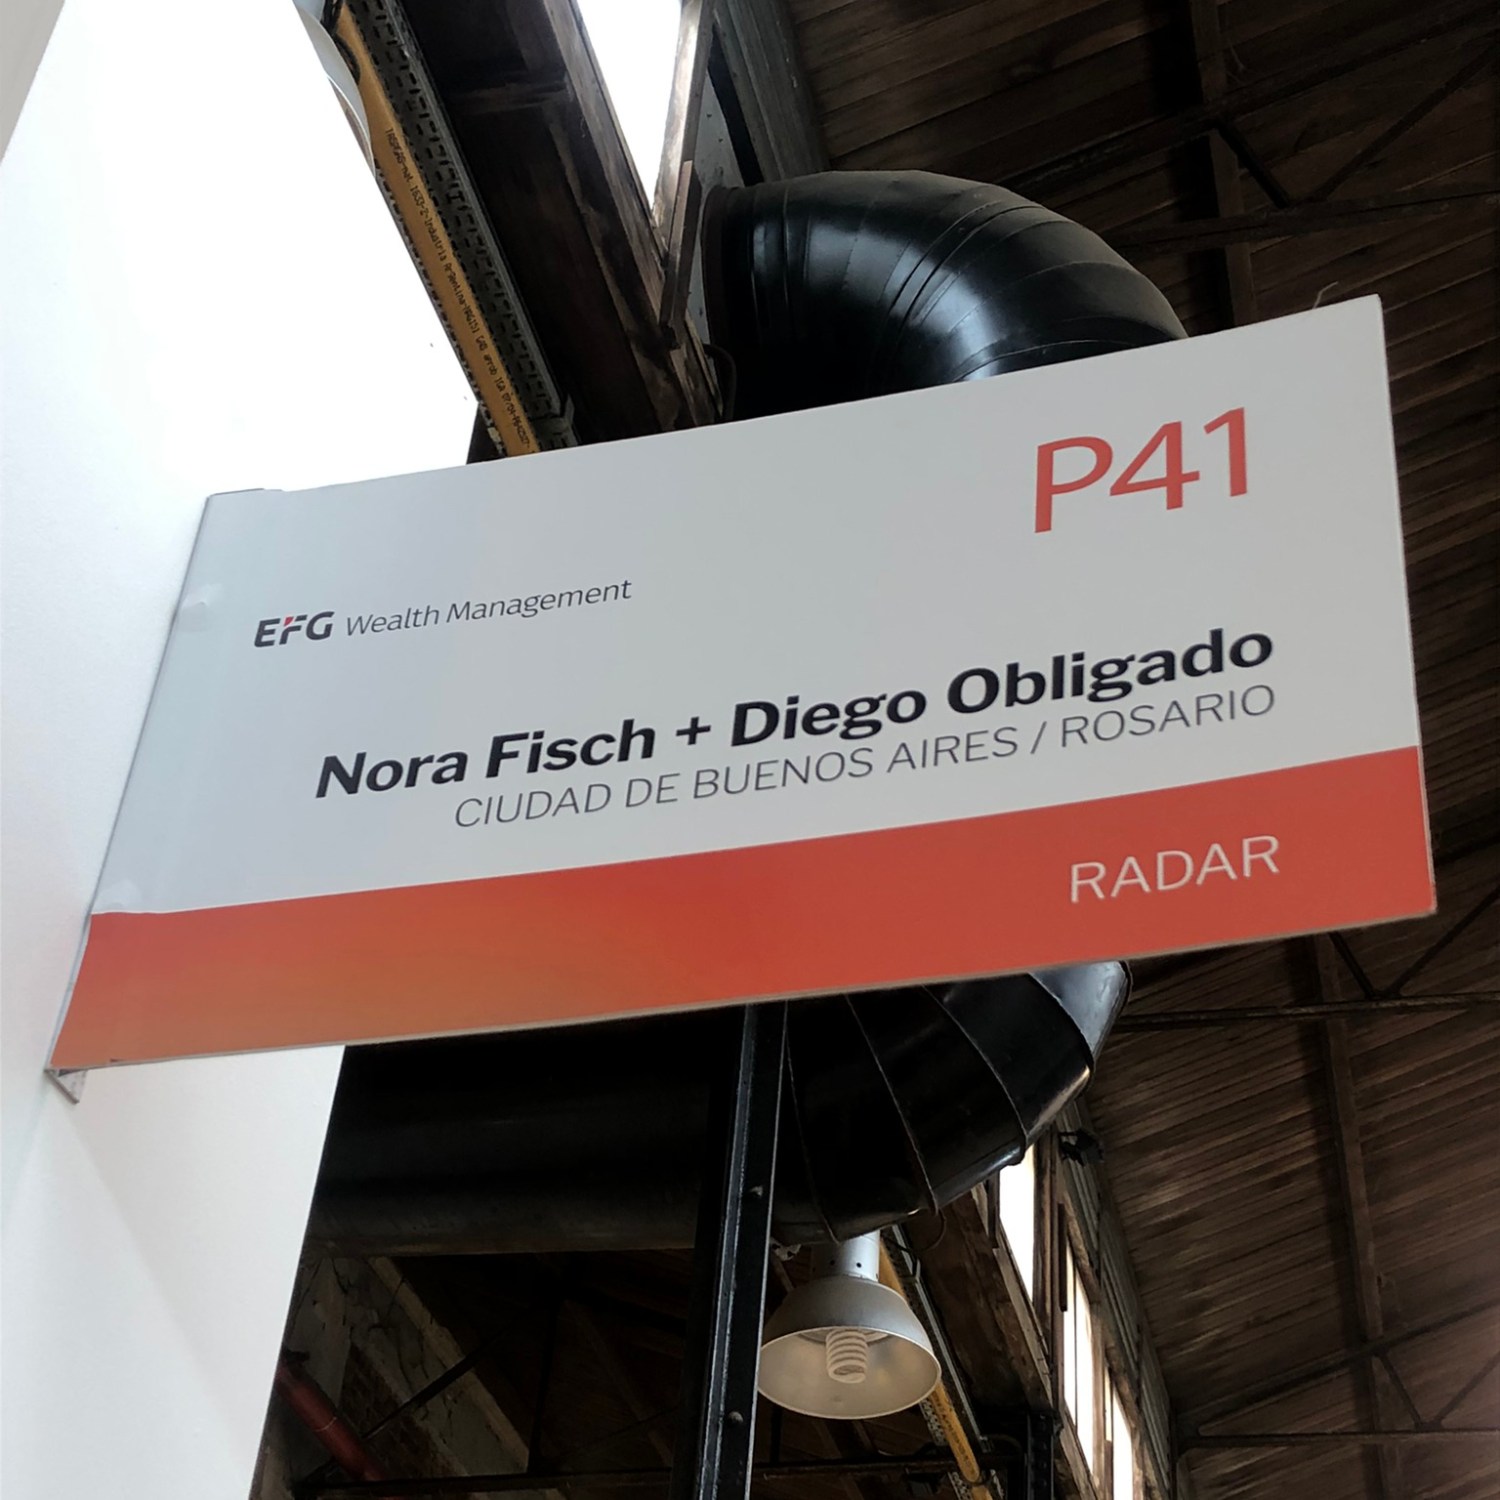 P41
EFG Wealth Management
Nora Fisch + Diego Obligado
CIUDAD DE BUENOS AIRES / ROSARIO
RADAR